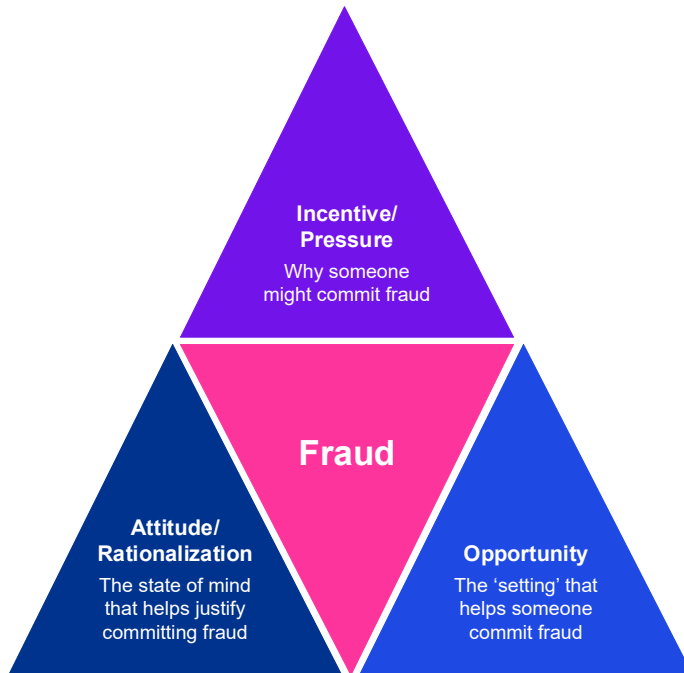 Incentive/
Pressure
Why someone
might commit fraud
Fraud
Attitude/
Rationalization
The state of mind
that helps justify
committing fraud
Opportunity
The ‘setting’ that
helps someone
commit fraud